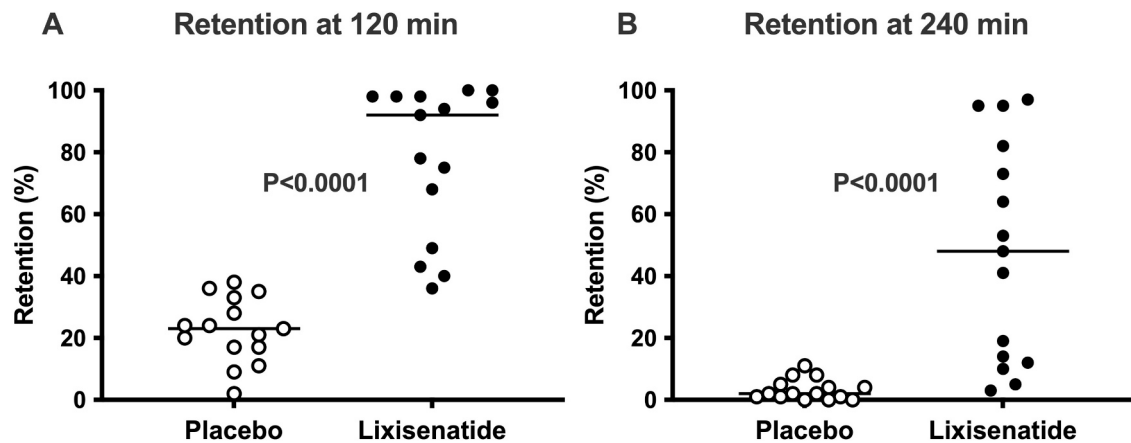 A Retention at 120 min
Retention (%)
100
80
60
40
20
0
P<0.0001
Placebo Lixisenatide
B Retention at 240 min
Retention (%)
100
80
60
40
20
0
P<0.0001
Placebo Lixisenatide